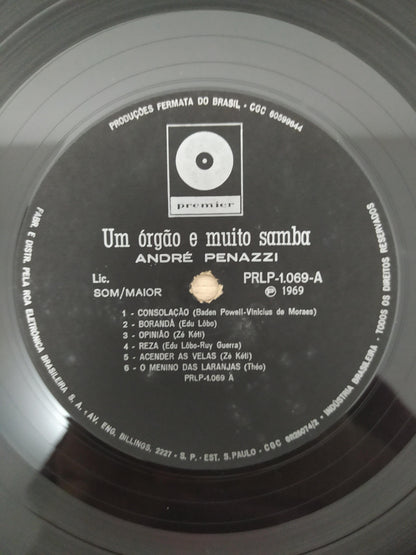 PRODUÇÕES FERMATA DO BRASIL • CGC 60599644
premier
Um órgão e muito samba
ANDRÉ PENAZZI
Lic.
SOM/MAIOR
PRLP-1.069-A
Ⓟ 1969
1 - CONSOLAÇÃO (Baden Powell-Vinicius de Moraes)
2 - BORANDÁ (Edu Lôbo)
3 - OPINIÃO (Zé Kéti)
4 - REZA (Edu Lôbo-Ruy Guerra)
5 - ACENDER AS VELAS (Zé Kéti)
6 - O MENINO DAS LARANJAS (Théo)
PRLP-1.069 A
FABR. E DISTR. PELA RCA ELETRÔNICA BRASILEIRA S. A. - AV. ENG. BILLINGS, 2227 - S. P. - EST. S. PAULO - CGC - INDÚSTRIA BRASILEIRA - TODOS OS DIREITOS RESERVADOS